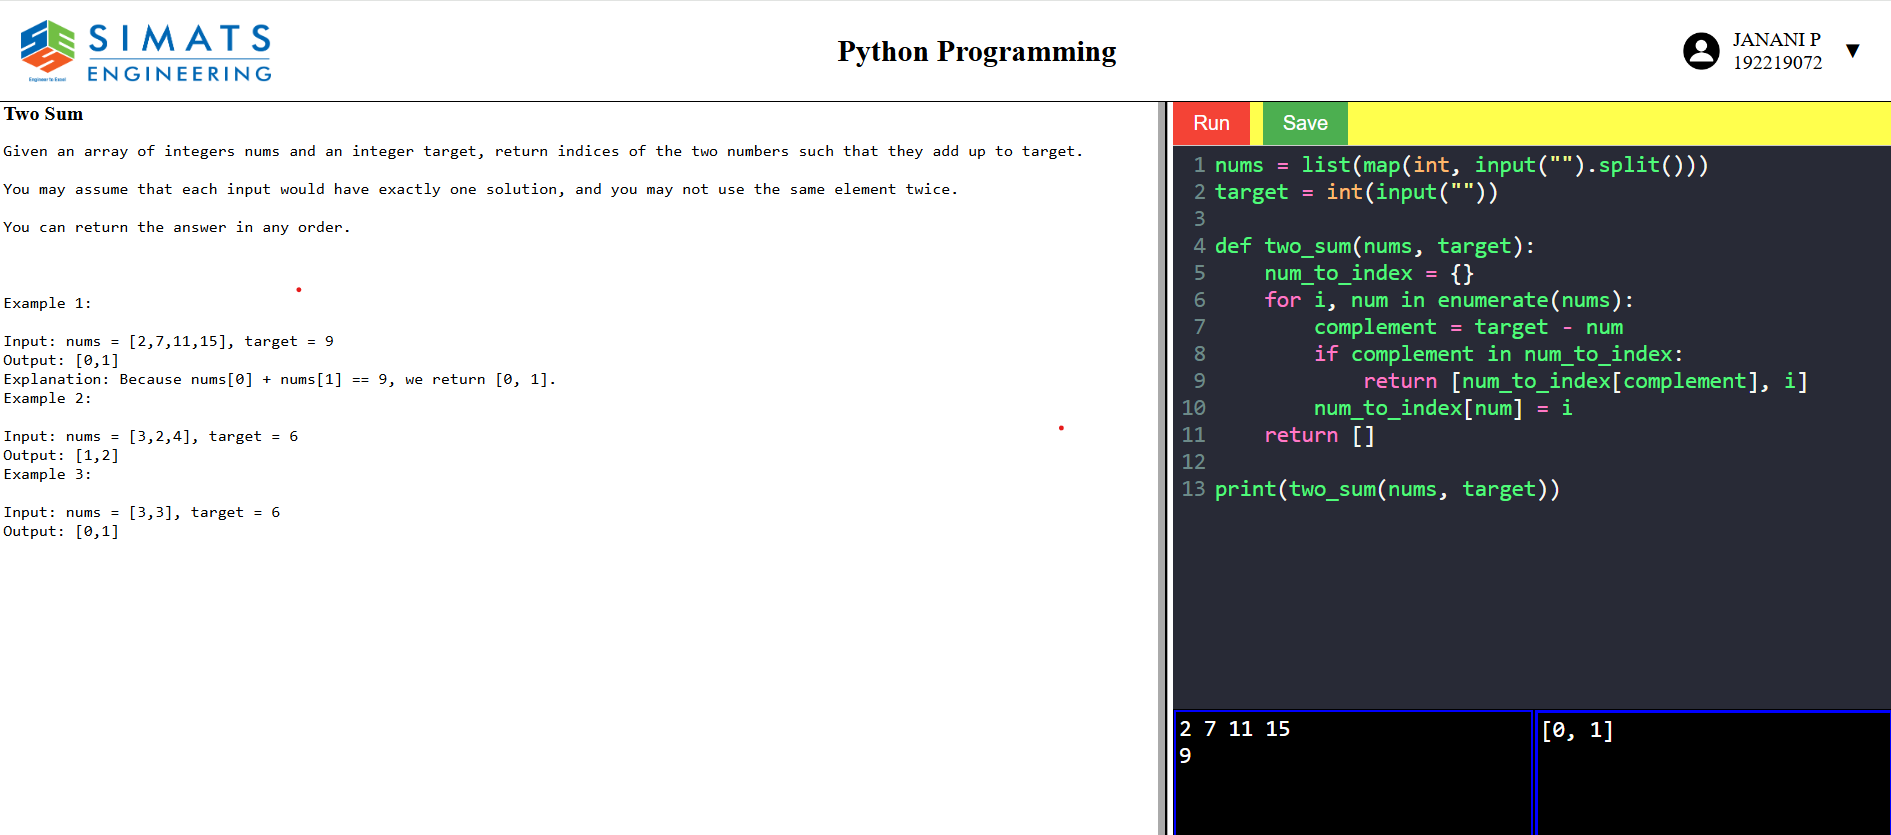 SIMATS
ENGINEERING
Engineer to Excel
Python Programming
JANANI P
192219072
Two Sum
Given an array of integers nums and an integer target, return indices of the two numbers such that they add up to target.
You may assume that each input would have exactly one solution, and you may not use the same element twice.
You can return the answer in any order.
Example 1:
Input: nums = [2,7,11,15], target = 9
Output: [0,1]
Explanation: Because nums[0] + nums[1] == 9, we return [0, 1].
Example 2:
Input: nums = [3,2,4], target = 6
Output: [1,2]
Example 3:
Input: nums = [3,3], target = 6
Output: [0,1]
Run Save
1 nums = list(map(int, input("").split()))
2 target = int(input(""))
3
4 def two_sum(nums, target):
5     num_to_index = {}
6     for i, num in enumerate(nums):
7         complement = target - num
8         if complement in num_to_index:
9             return [num_to_index[complement], i]
10         num_to_index[num] = i
11     return []
12
13 print(two_sum(nums, target))
2 7 11 15
9
[0, 1]